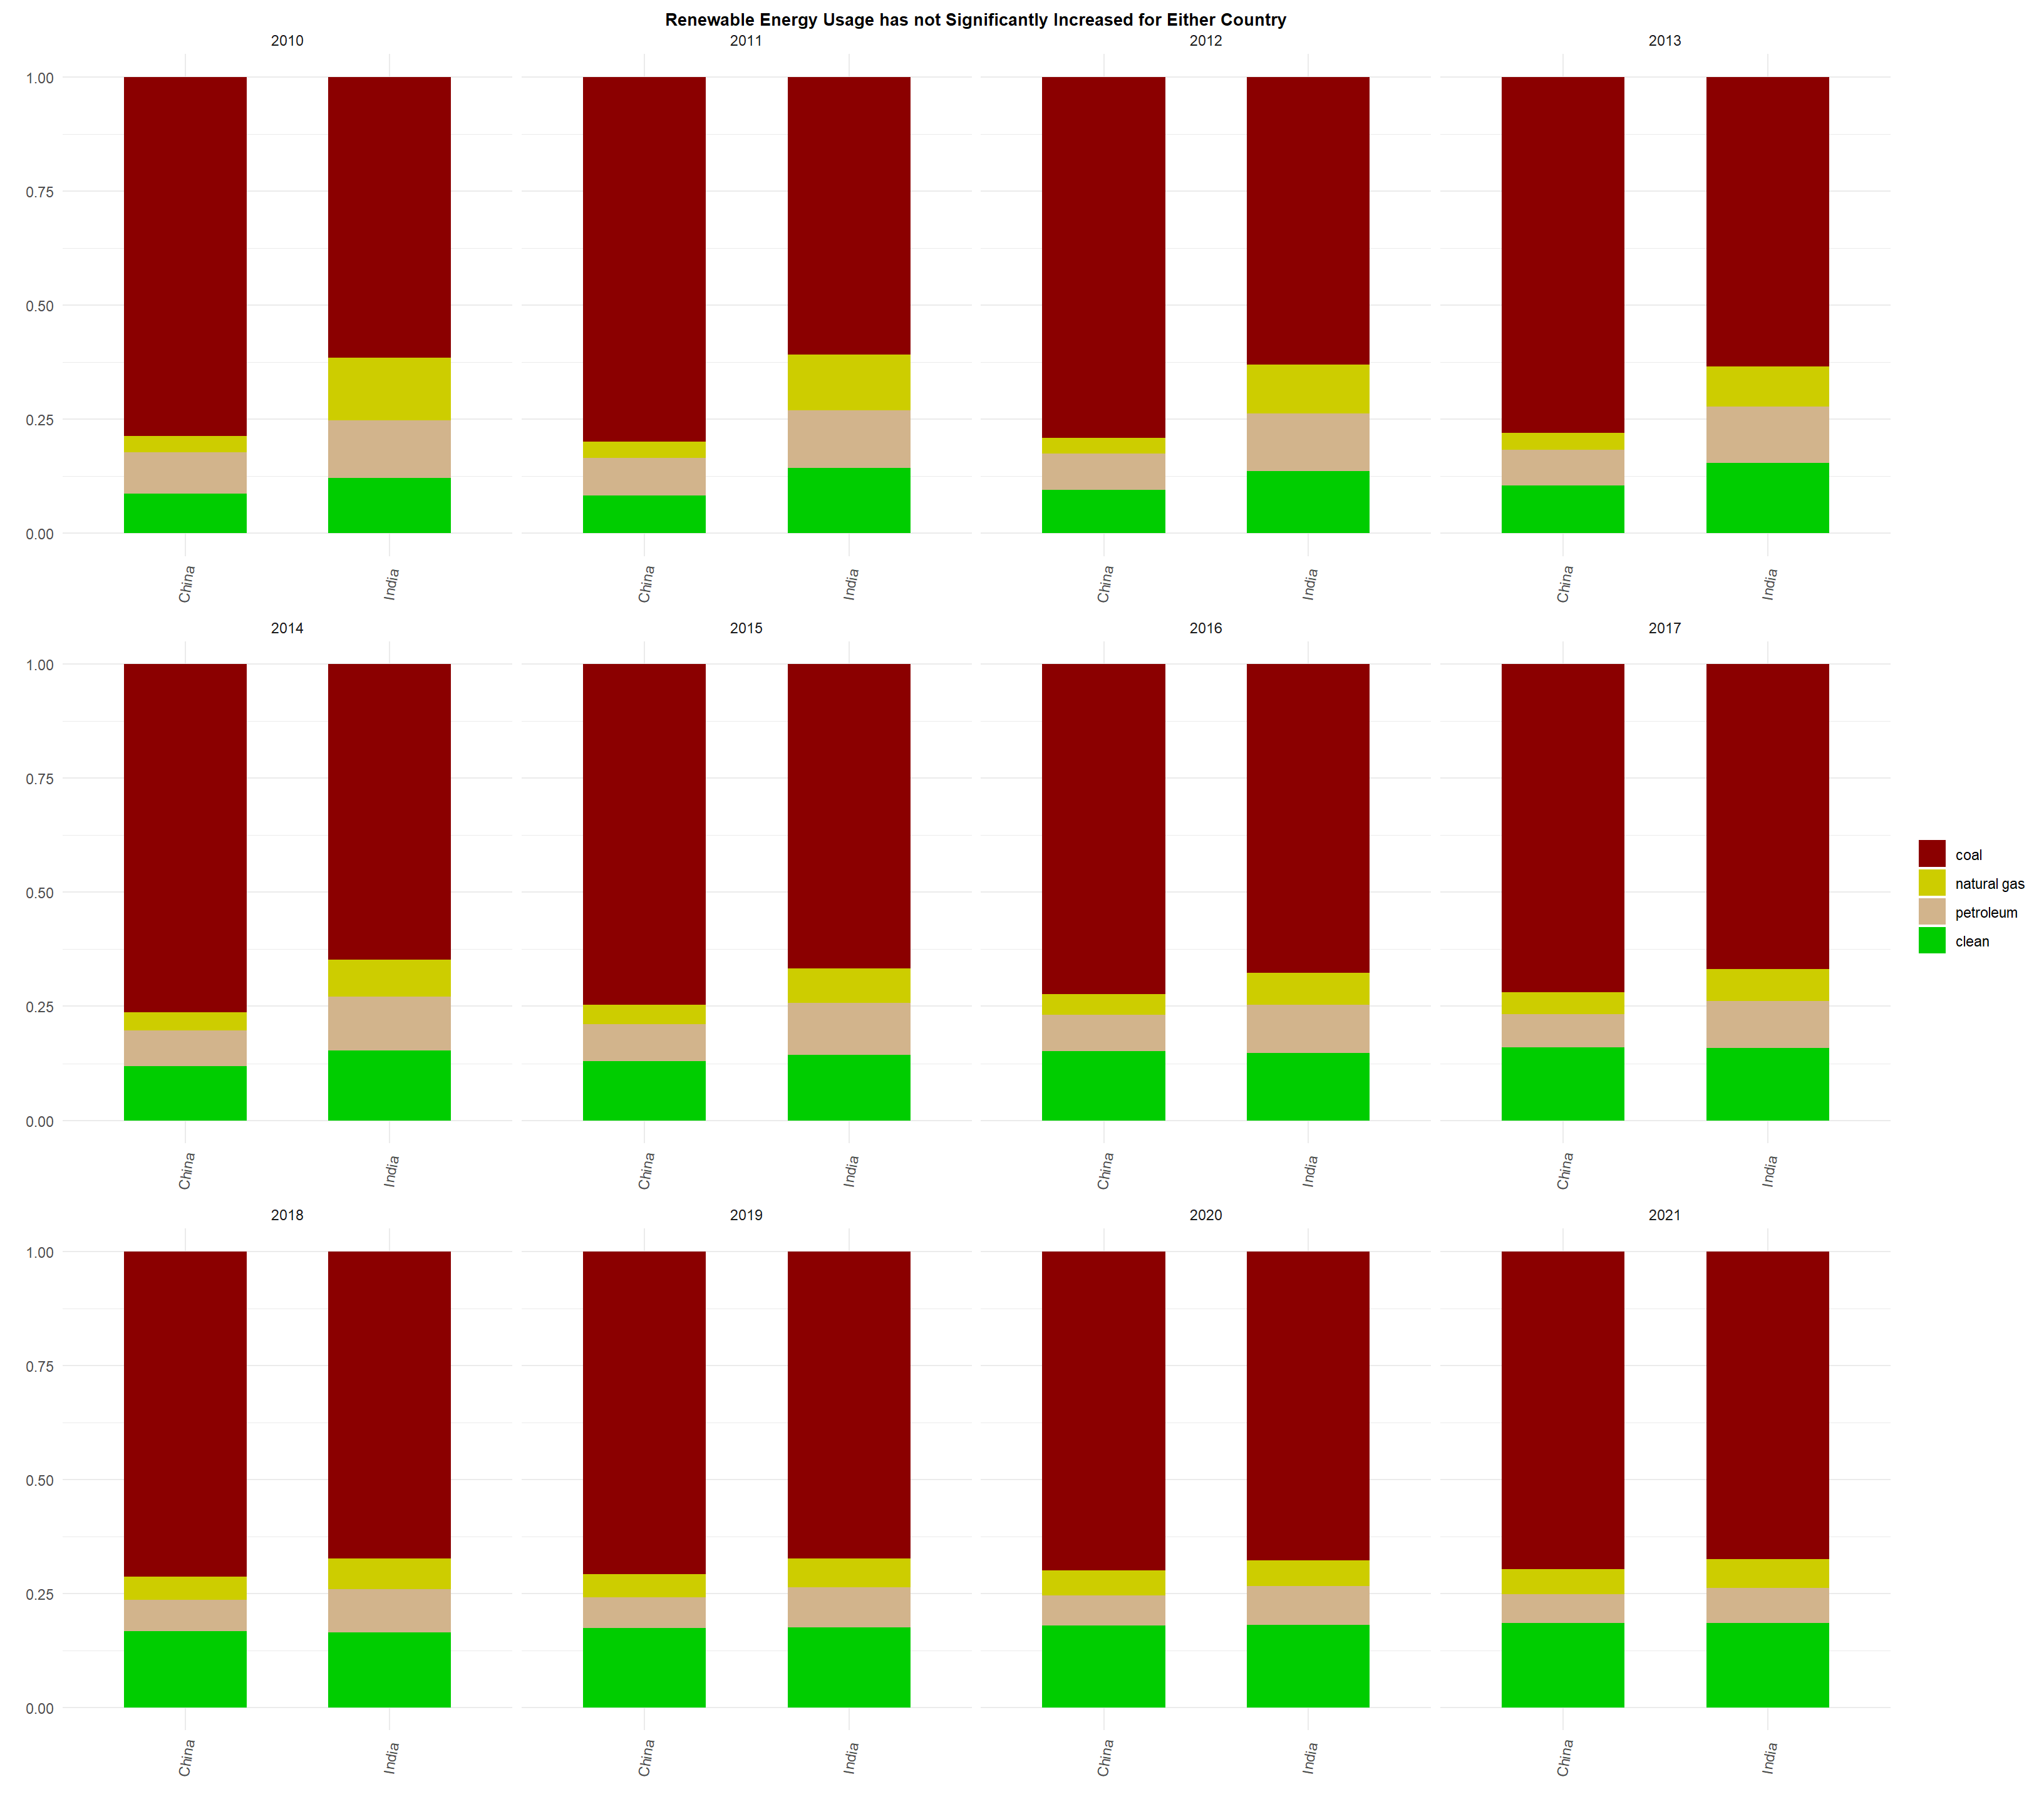 Renewable Energy Usage has not Significantly Increased for Either Country
2010 2011 2012 2013
1.00
0.75
0.50
0.25
0.00
China India China India China India China India
2014 2015 2016 2017
1.00
0.75
0.50
0.25
0.00
China India China India China India China India
2018 2019 2020 2021
1.00
0.75
0.50
0.25
0.00
China India China India China India China India
coal
natural gas
petroleum
clean